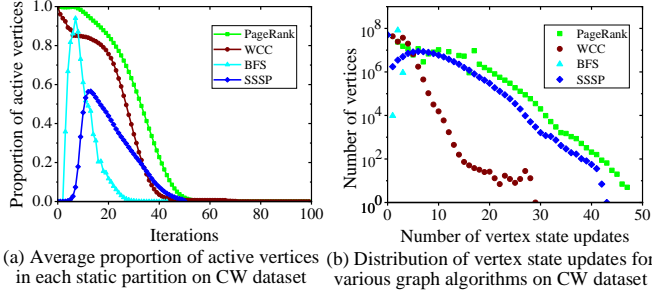 PageRank
WCC
BFS
SSSP
1.0
0.8
0.6
0.4
0.2
0.0
0
20
40
60
80
100
Proportion of active vertices
Iterations
(a) Average proportion of active vertices
in each static partition on CW dataset
PageRank
WCC
BFS
SSSP
10^8
10^6
10^4
10^2
10^0
0
10
20
30
40
50
Number of vertices
Number of vertex state updates
(b) Distribution of vertex state updates for
various graph algorithms on CW dataset